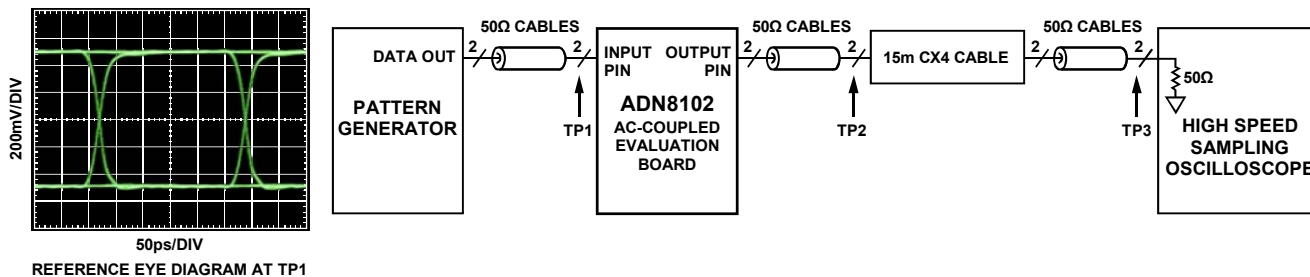 200mV/DIV
50ps/DIV
REFERENCE EYE DIAGRAM AT TP1
DATA OUT
PATTERN
GENERATOR
50Ω CABLES
2
2
TP1
INPUT
PIN
OUTPUT
PIN
ADN8102
AC-COUPLED
EVALUATION
BOARD
50Ω CABLES
2
2
TP2
15m CX4 CABLE
50Ω CABLES
2
2
TP3
50Ω
HIGH SPEED
SAMPLING
OSCILLOSCOPE